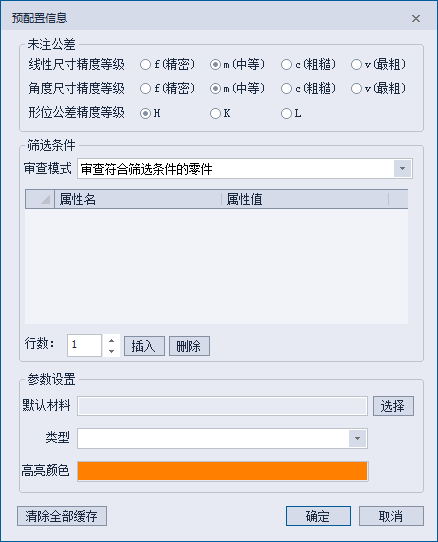 预配置信息
未注公差
线性尺寸精度等级 f(精密) m(中等) c(粗糙) v(最粗)
角度尺寸精度等级 f(精密) m(中等) c(粗糙) v(最粗)
形位公差精度等级 H K L
筛选条件
审查模式 审查符合筛选条件的零件
属性名 属性值
行数: 1 插入 删除
参数设置
默认材料 选择
类型
高亮颜色
清除全部缓存 确定 取消